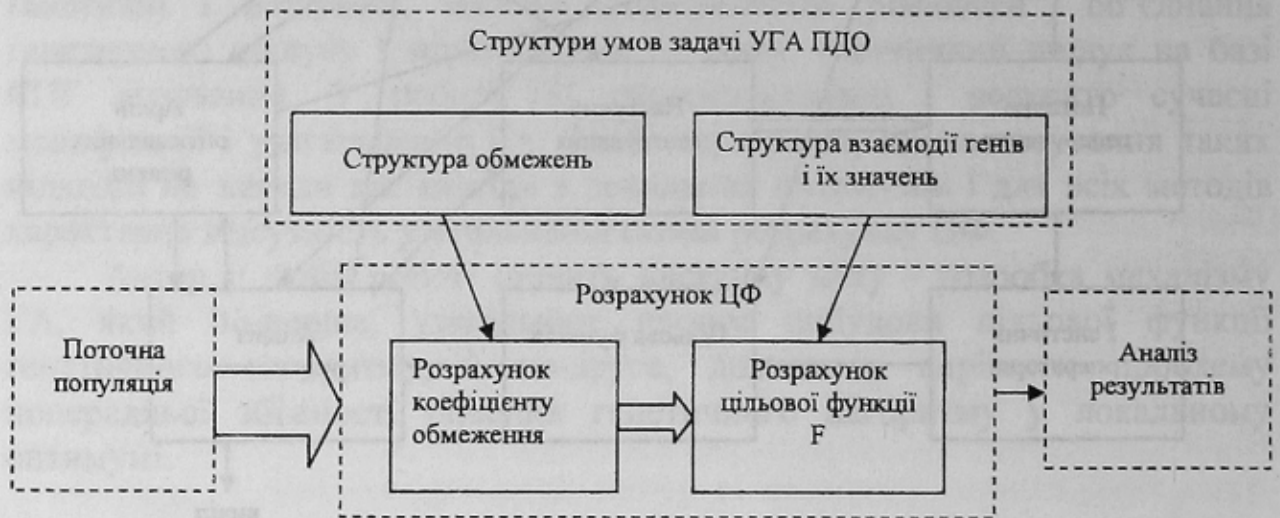 Структури умов задачі УГА ПДО
Структура обмежень
Структура взаємодії генів
і їх значень
Розрахунок ЦФ
Поточна
популяція
Розрахунок
коефіцієнту
обмеження
Розрахунок
цільової функції
F
Аналіз
результатів